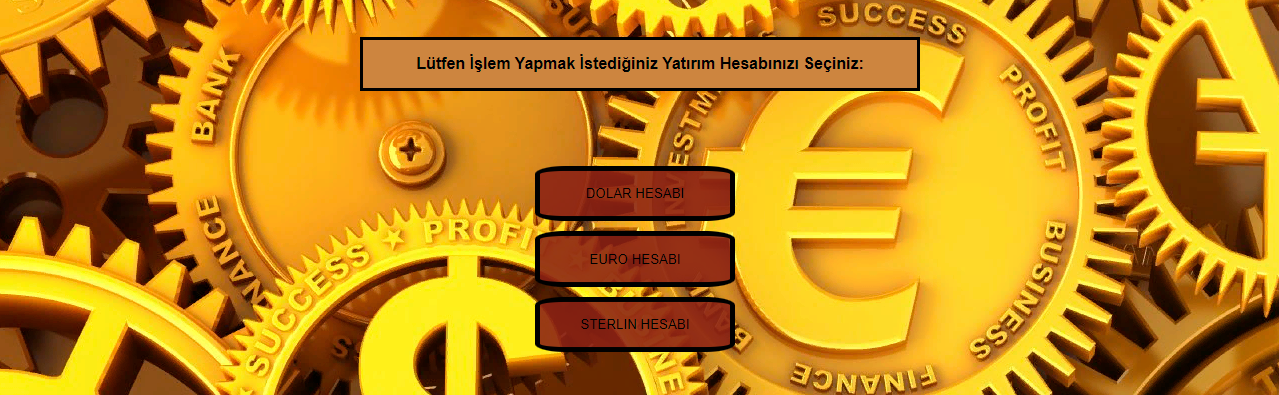 SUCCESS
Lütfen İşlem Yapmak İstediğiniz Yatırım Hesabınızı Seçiniz:
BANK
PROFIT
DOLAR HESABI
FINANCE
BUSINESS
SUCCESS ★ PROFI
EURO HESABI
STERLIN HESABI
FINANCE